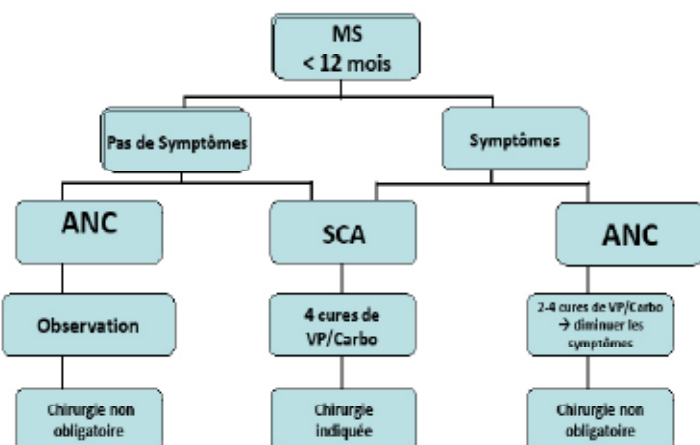 MS
< 12 mois
Pas de Symptômes
Symptômes
ANC
SCA
ANC
Observation
4 cures de
VP/Carbo
2-4 cures de VP/Carbo
→ diminuer les
symptômes
Chirurgie non
obligatoire
Chirurgie
indiquée
Chirurgie non
obligatoire